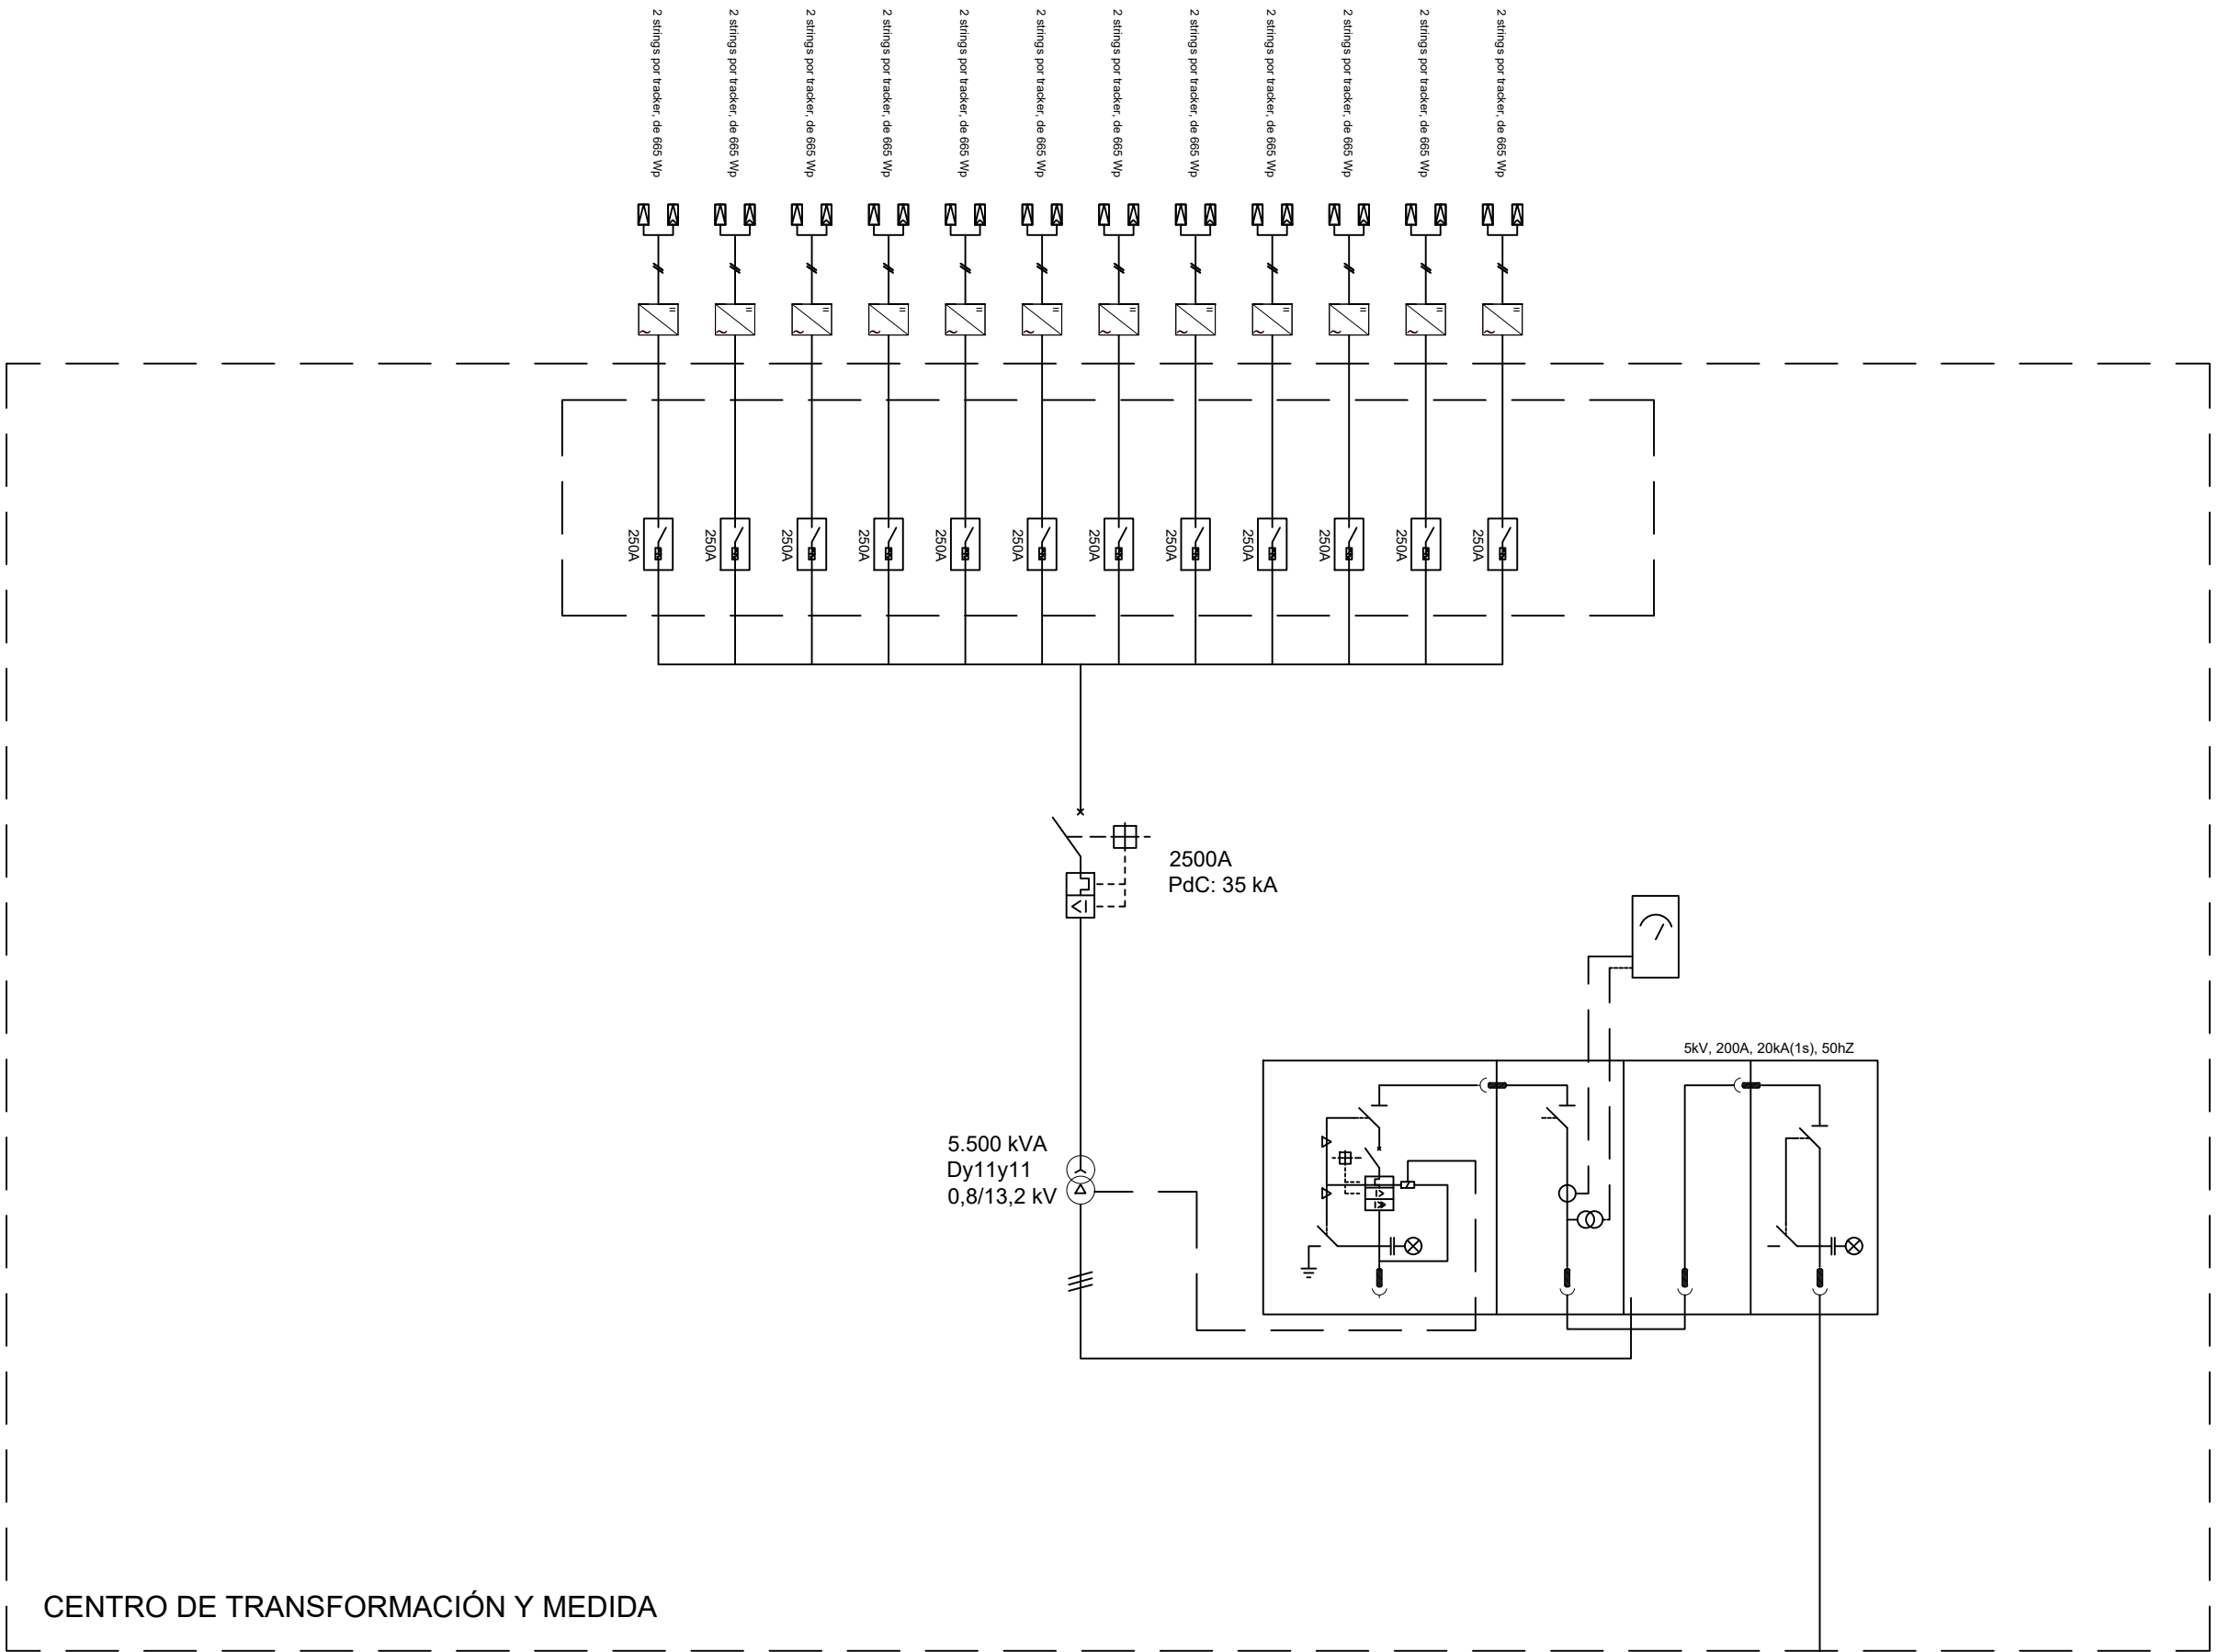 2 strings por tracker, de 665 Wp
2 strings por tracker, de 665 Wp
2 strings por tracker, de 665 Wp
2 strings por tracker, de 665 Wp
2 strings por tracker, de 665 Wp
2 strings por tracker, de 665 Wp
2 strings por tracker, de 665 Wp
2 strings por tracker, de 665 Wp
2 strings por tracker, de 665 Wp
2 strings por tracker, de 665 Wp
2 strings por tracker, de 665 Wp
2 strings por tracker, de 665 Wp
250A
250A
250A
250A
250A
250A
250A
250A
250A
250A
250A
250A
2500A
PdC: 35 kA
5kV, 200A, 20kA(1s), 50hZ
5.500 kVA
Dy11y11
0,8/13,2 kV
CENTRO DE TRANSFORMACIÓN Y MEDIDA